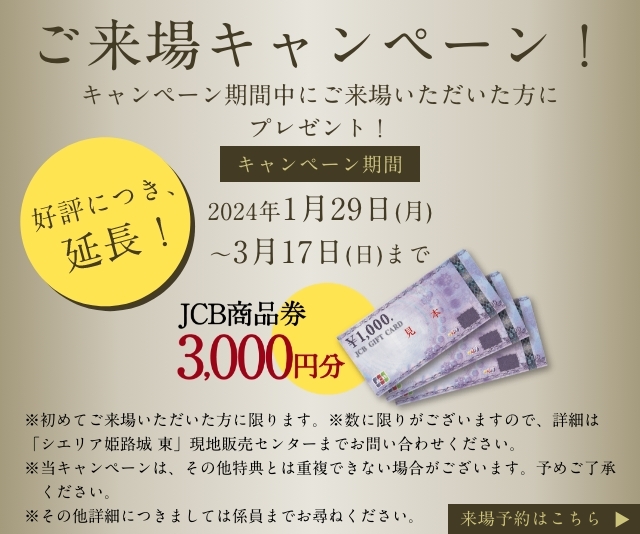 ご来場キャンペーン！
キャンペーン期間中にご来場いただいた方に
プレゼント！
キャンペーン期間
好評につき、
延長！
2024年1月29日(月)
～3月17日(日)まで
JCB商品券
3,000円分
¥1,000.
JCB GIFT CARD
見本
JCB
※初めてご来場いただいた方に限ります。※数に限りがございますので、詳細は
「シエリア姫路城 東」現地販売センターまでお問い合わせください。
※当キャンペーンは、その他特典とは重複できない場合がございます。予めご了承
ください。
※その他詳細につきましては係員までお尋ねください。
来場予約はこちら ▶